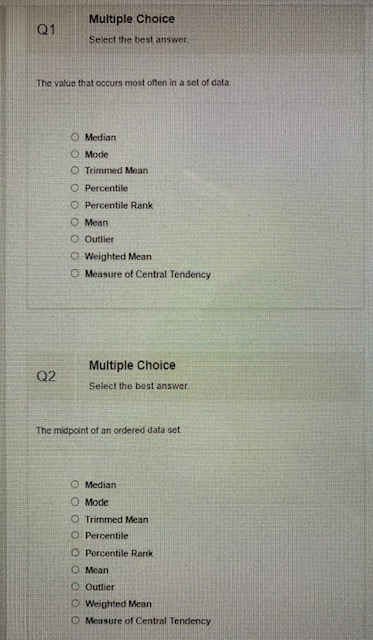 Q1
Multiple Choice
Select the best answer.
The value that occurs most often in a set of data.
Median
Mode
Trimmed Mean
Percentile
Percentile Rank
Mean
Outlier
Weighted Mean
Measure of Central Tendency
Q2
Multiple Choice
Select the best answer.
The midpoint of an ordered data set.
Median
Mode
Trimmed Mean
Percentile
Percentile Rank
Mean
Outlier
Weighted Mean
Measure of Central Tendency